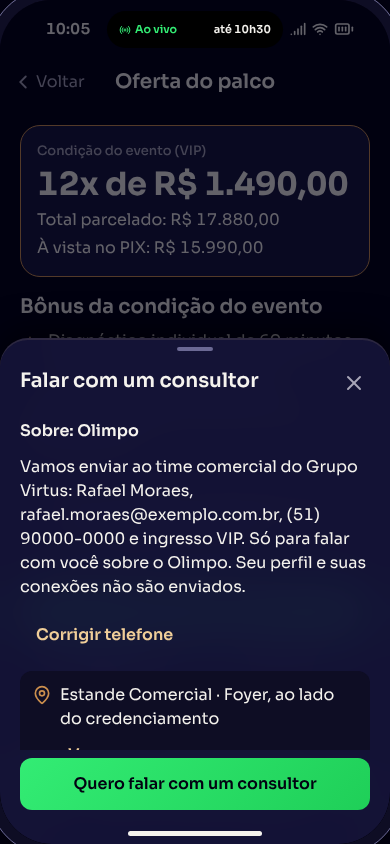 10:05
Ao vivo
até 10h30
Voltar
Oferta do palco
Condição do evento (VIP)
12x de R$ 1.490,00
Total parcelado: R$ 17.880,00
À vista no PIX: R$ 15.990,00
Bônus da condição do evento
Falar com um consultor
Sobre: Olimpo
Vamos enviar ao time comercial do Grupo
Virtus: Rafael Moraes,
rafael.moraes@exemplo.com.br, (51)
90000-0000 e ingresso VIP. Só para falar
com você sobre o Olimpo. Seu perfil e suas
conexões não são enviados.
Corrigir telefone
Estande Comercial · Foyer, ao lado
do credenciamento
Quero falar com um consultor